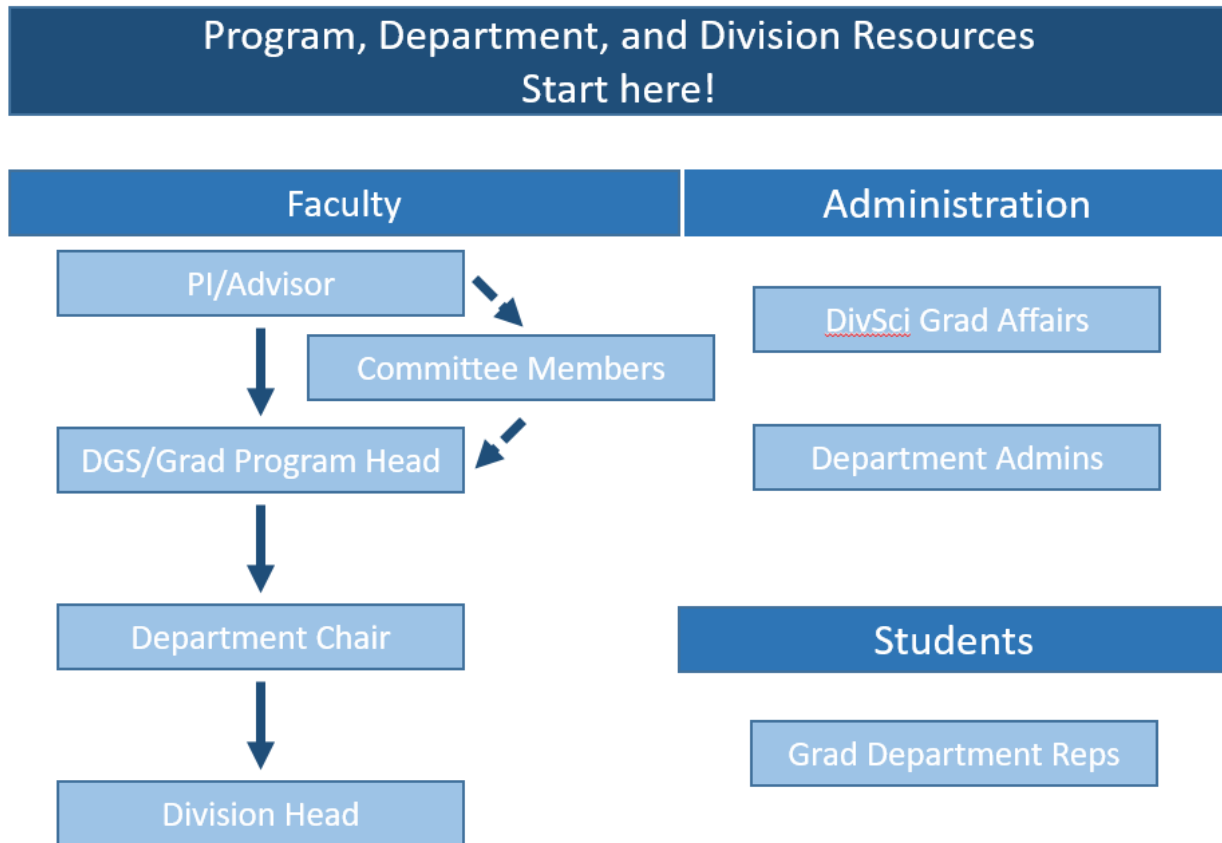 Program, Department, and Division Resources
Start here!
Faculty
PI/Advisor
Committee Members
DGS/Grad Program Head
Department Chair
Division Head
Administration
DivSci Grad Affairs
Department Admins
Students
Grad Department Reps